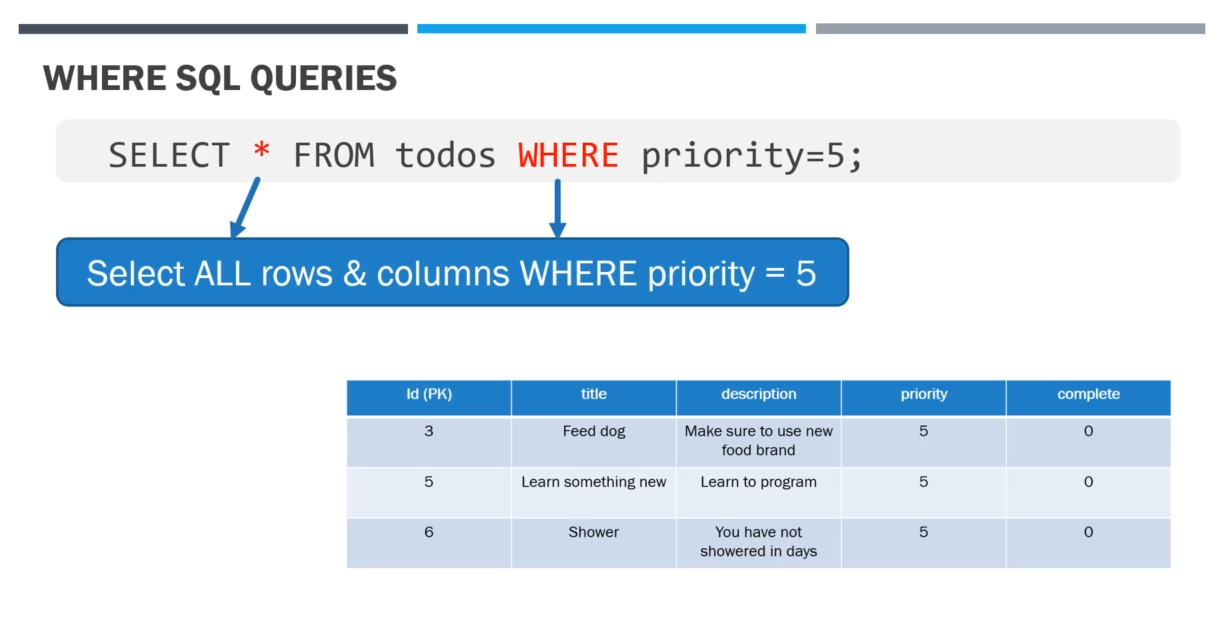 WHERE SQL QUERIES
SELECT * FROM todos WHERE priority=5;
Select ALL rows & columns WHERE priority = 5
Id (PK) title description priority complete
3 Feed dog Make sure to use new food brand 5 0
5 Learn something new Learn to program 5 0
6 Shower You have not showered in days 5 0